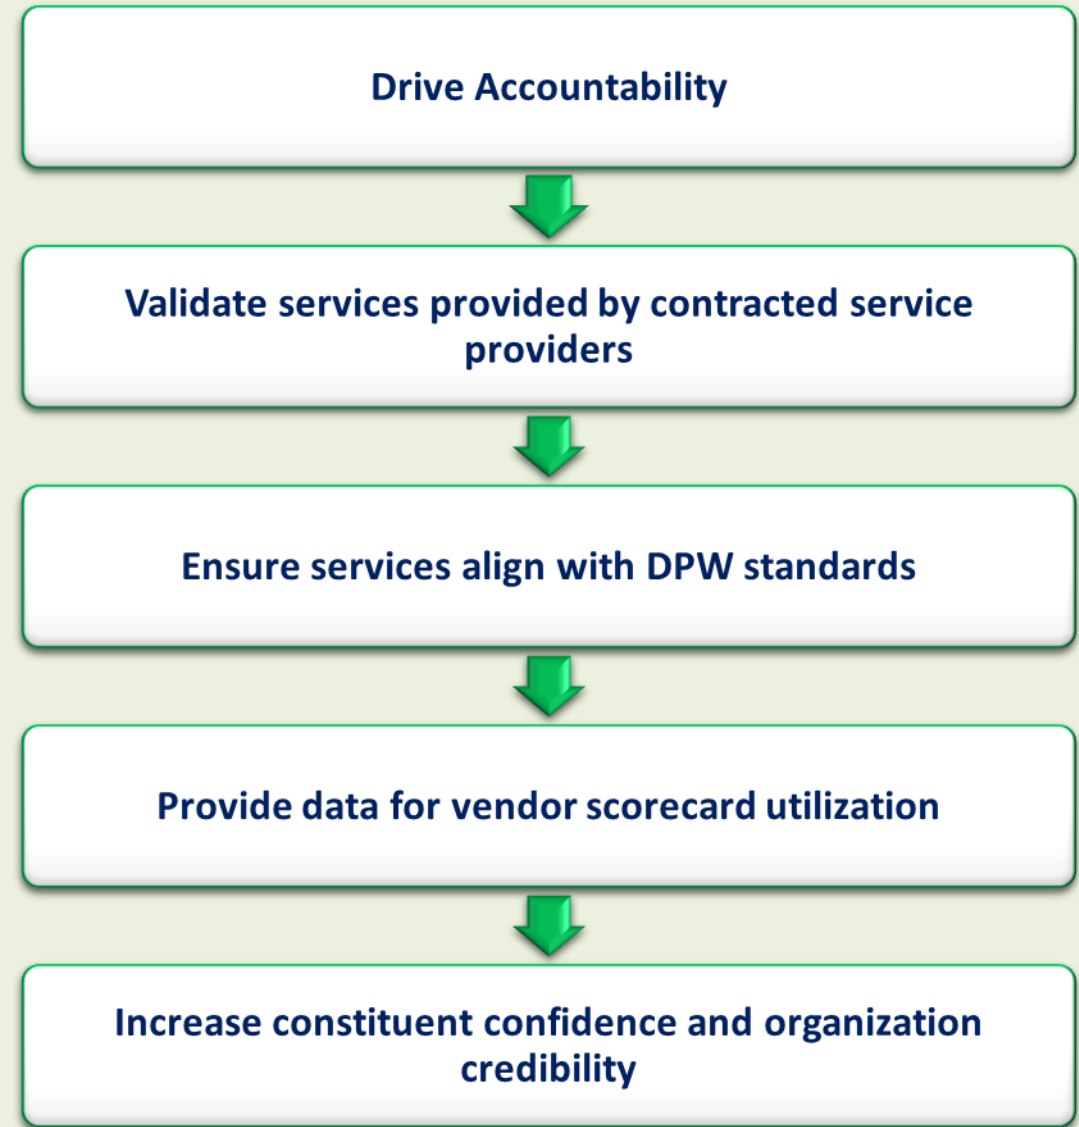 Drive Accountability
Validate services provided by contracted service
providers
Ensure services align with DPW standards
Provide data for vendor scorecard utilization
Increase constituent confidence and organization
credibility